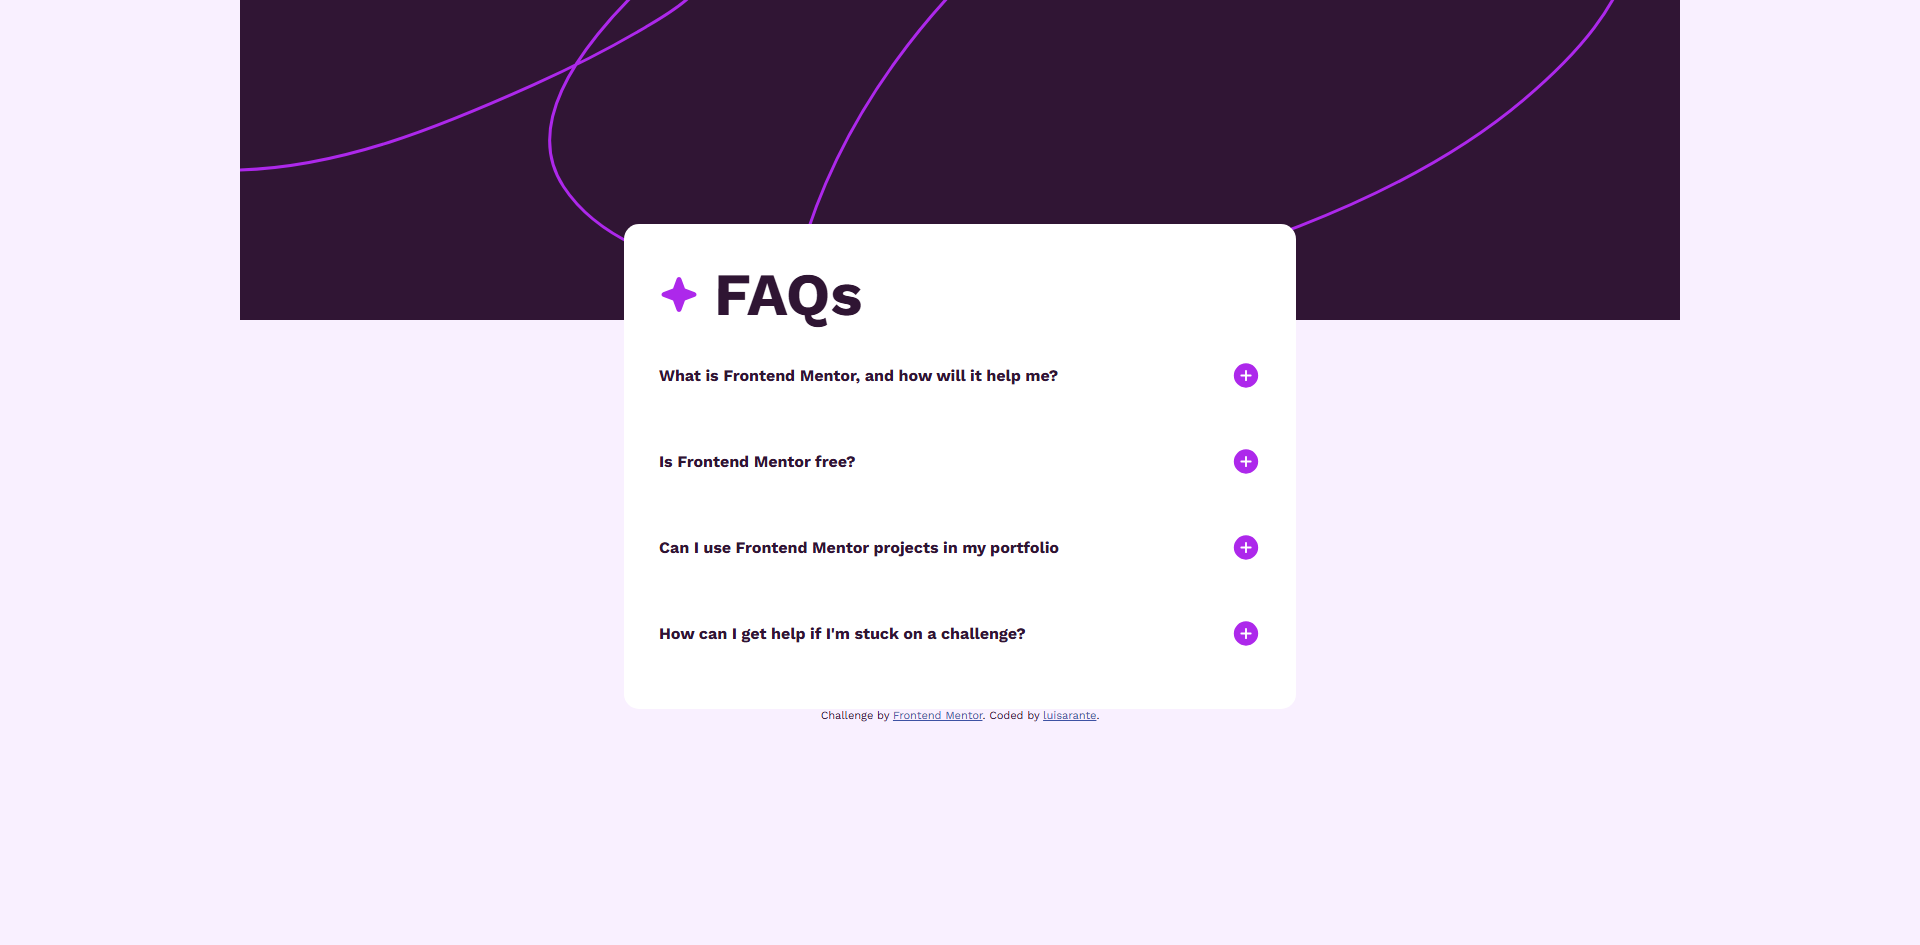 FAQs
What is Frontend Mentor, and how will it help me?
Is Frontend Mentor free?
Can I use Frontend Mentor projects in my portfolio
How can I get help if I'm stuck on a challenge?
Challenge by Frontend Mentor. Coded by luisarante.